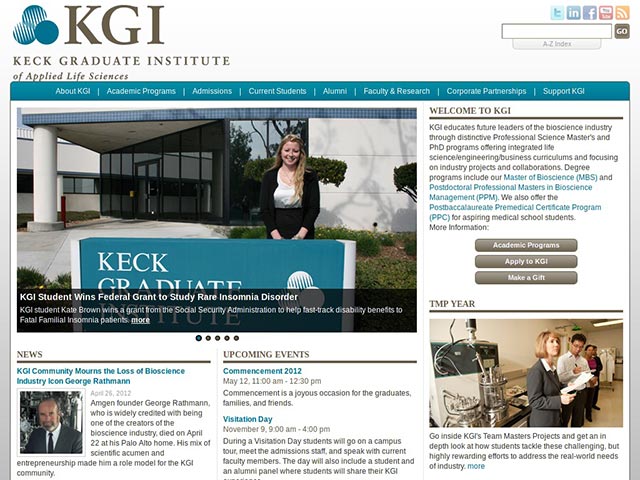 KGI
KECK GRADUATE INSTITUTE
of Applied Life Sciences
GO
A-Z Index
About KGI | Academic Programs | Admissions | Current Students | Alumni | Faculty & Research | Corporate Partnerships | Support KGI
KECK
GRADUATE
INSTITUTE
KGI Student Wins Federal Grant to Study Rare Insomnia Disorder
KGI student Kate Brown wins a grant from the Social Security Administration to help fast-track disability benefits to
Fatal Familial Insomnia patients. more
WELCOME TO KGI
KGI educates future leaders of the bioscience industry
through distinctive Professional Science Master's and
PhD programs offering integrated life
science/engineering/business curriculums and focusing
on industry projects and collaborations. Degree
programs include our Master of Bioscience (MBS) and
Postdoctoral Professional Masters in Bioscience
Management (PPM). We also offer the
Postbaccalaureate Premedical Certificate Program
(PPC) for aspiring medical school students.
More Information:
Academic Programs
Apply to KGI
Make a Gift
TMP YEAR
Go inside KGI's Team Masters Projects and get an in
depth look at how students tackle these challenging, but
highly rewarding efforts to address the real-world needs
of industry. more
NEWS
KGI Community Mourns the Loss of Bioscience
Industry Icon George Rathmann
April 26, 2012
Amgen founder George Rathmann,
who is widely credited with being
one of the creators of the
bioscience industry, died on
April 22 at his Palo Alto home. His mix of
scientific acumen and
entrepreneurship made him a role model for the KGI
community.
UPCOMING EVENTS
Commencement 2012
May 12, 11:00 am - 12:30 pm
Commencement is a joyous occasion for the graduates,
families, and friends.
Visitation Day
November 9, 9:00 am - 4:00 pm
During a Visitation Day students will go on a campus
tour, meet the admissions staff, and speak with
current faculty members. The day will also include a student and
an alumni panel where students will share their KGI